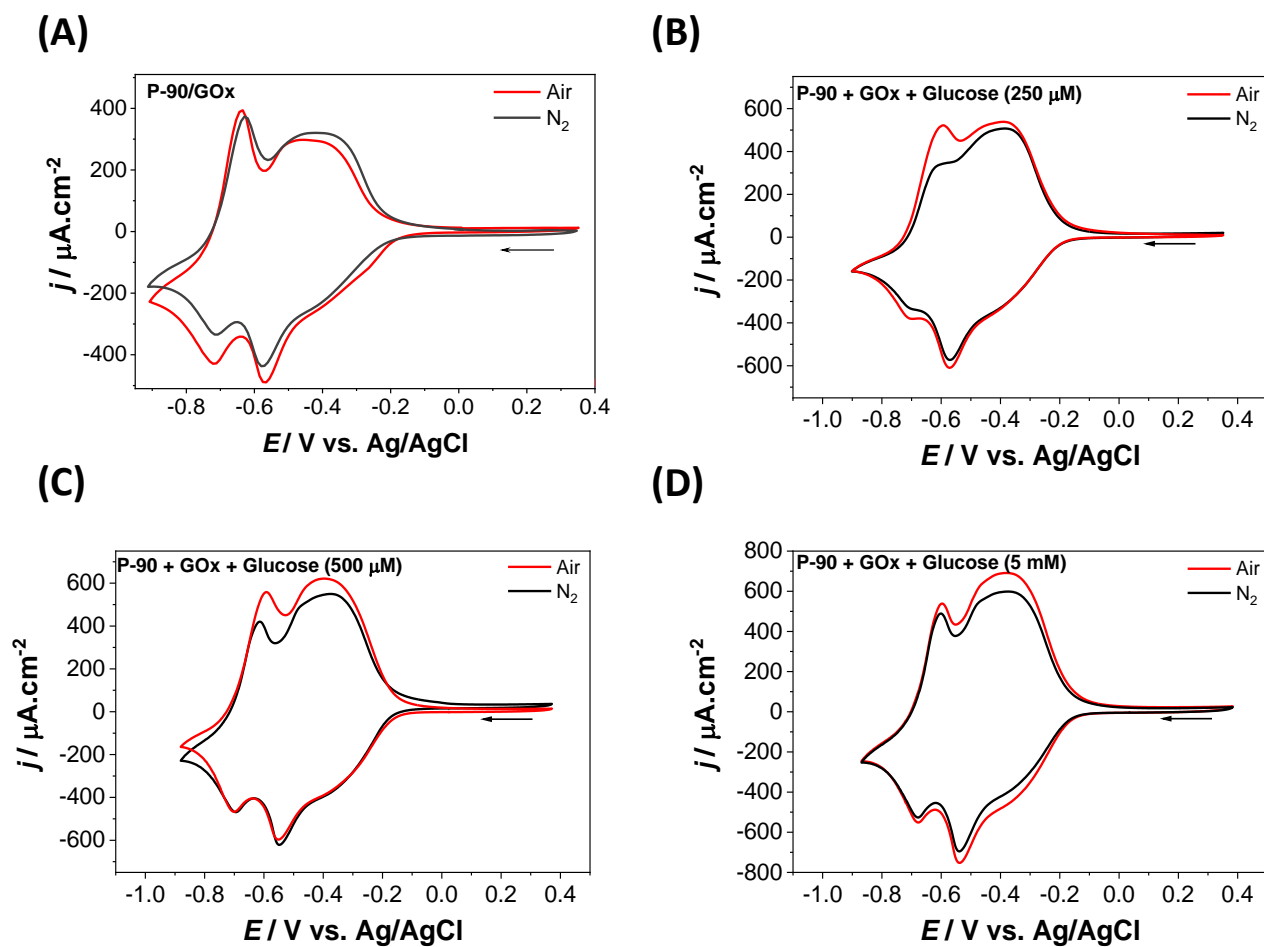 (A)
P-90/GOx
Air
N₂
400
200
0
-200
-400
-0.8 -0.6 -0.4 -0.2 0.0 0.2 0.4
j / μA.cm⁻²
E / V vs. Ag/AgCl
(B)
P-90 + GOx + Glucose (250 μM)
Air
N₂
600
400
200
0
-200
-400
-600
-1.0 -0.8 -0.6 -0.4 -0.2 0.0 0.2 0.4
j / μA.cm⁻²
E / V vs. Ag/AgCl
(C)
P-90 + GOx + Glucose (500 μM)
Air
N₂
600
400
200
0
-200
-400
-600
-1.0 -0.8 -0.6 -0.4 -0.2 0.0 0.2 0.4
j / μA.cm⁻²
E / V vs. Ag/AgCl
(D)
P-90 + GOx + Glucose (5 mM)
Air
N₂
800
600
400
200
0
-200
-400
-600
-800
-1.0 -0.8 -0.6 -0.4 -0.2 0.0 0.2 0.4
j / μA.cm⁻²
E / V vs. Ag/AgCl